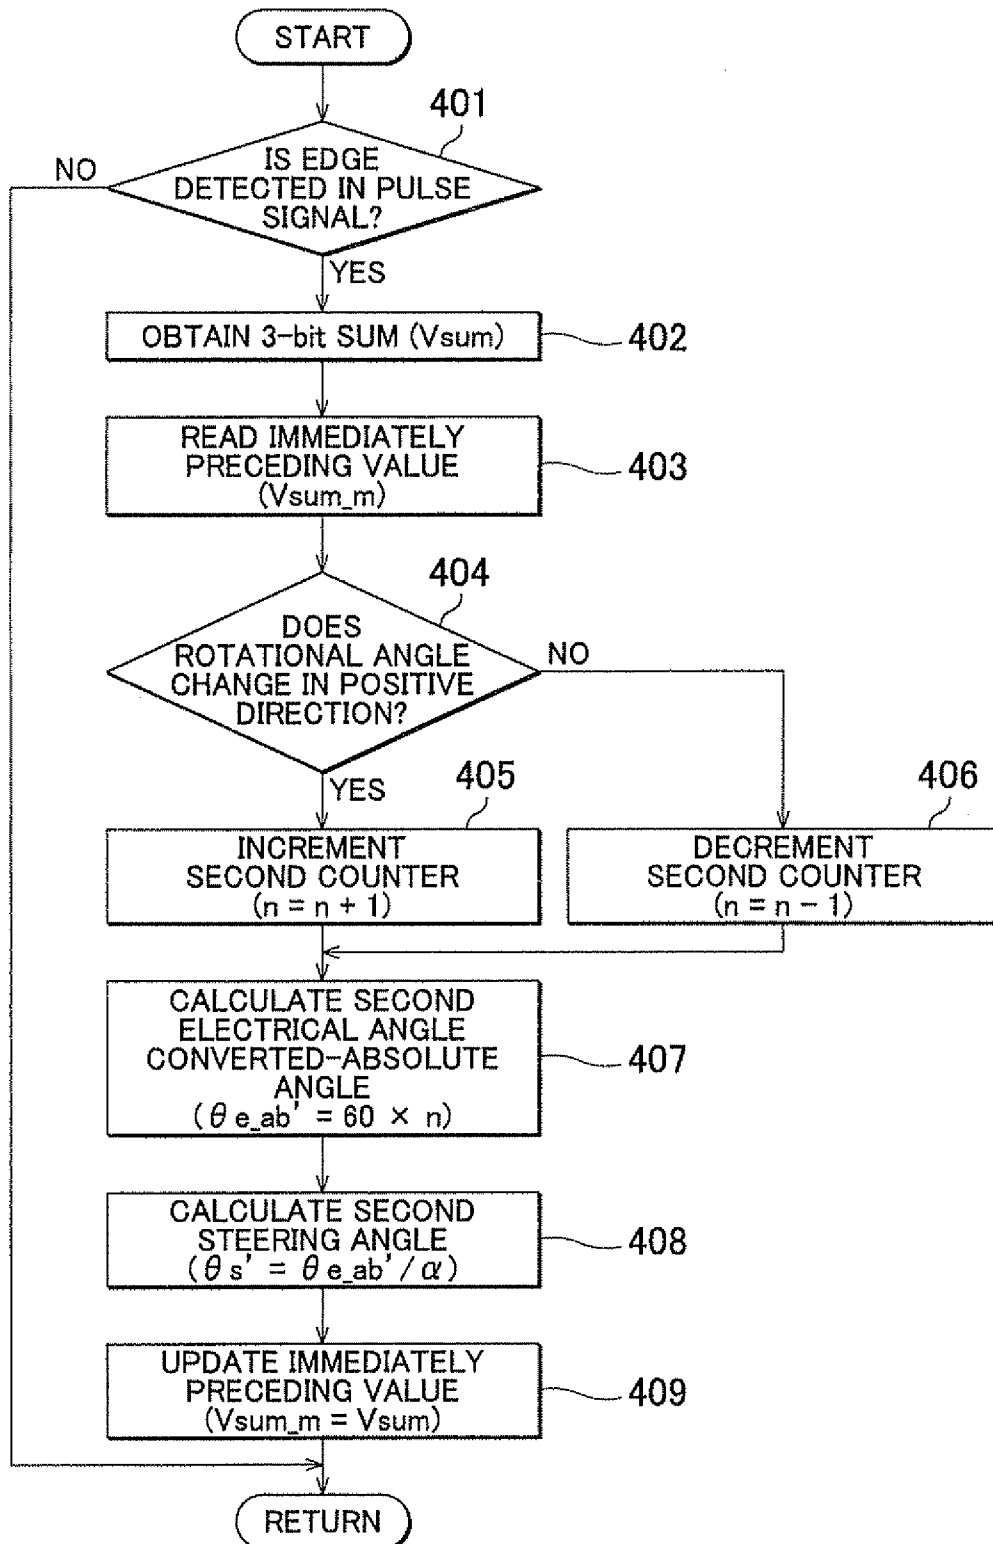 START
401
NO
IS EDGE
DETECTED IN PULSE
SIGNAL?
YES
OBTAIN 3-bit SUM (Vsum)
402
READ IMMEDIATELY
PRECEDING VALUE
(Vsum_m)
403
404
DOES
ROTATIONAL ANGLE
CHANGE IN POSITIVE
DIRECTION?
NO
YES
405
406
INCREMENT
SECOND COUNTER
(n = n + 1)
DECREMENT
SECOND COUNTER
(n = n - 1)
CALCULATE SECOND
ELECTRICAL ANGLE
CONVERTED-ABSOLUTE
ANGLE
(θ e_ab' = 60 × n)
407
CALCULATE SECOND
STEERING ANGLE
(θ s' = θ e_ab' / α)
408
UPDATE IMMEDIATELY
PRECEDING VALUE
(Vsum_m = Vsum)
409
RETURN